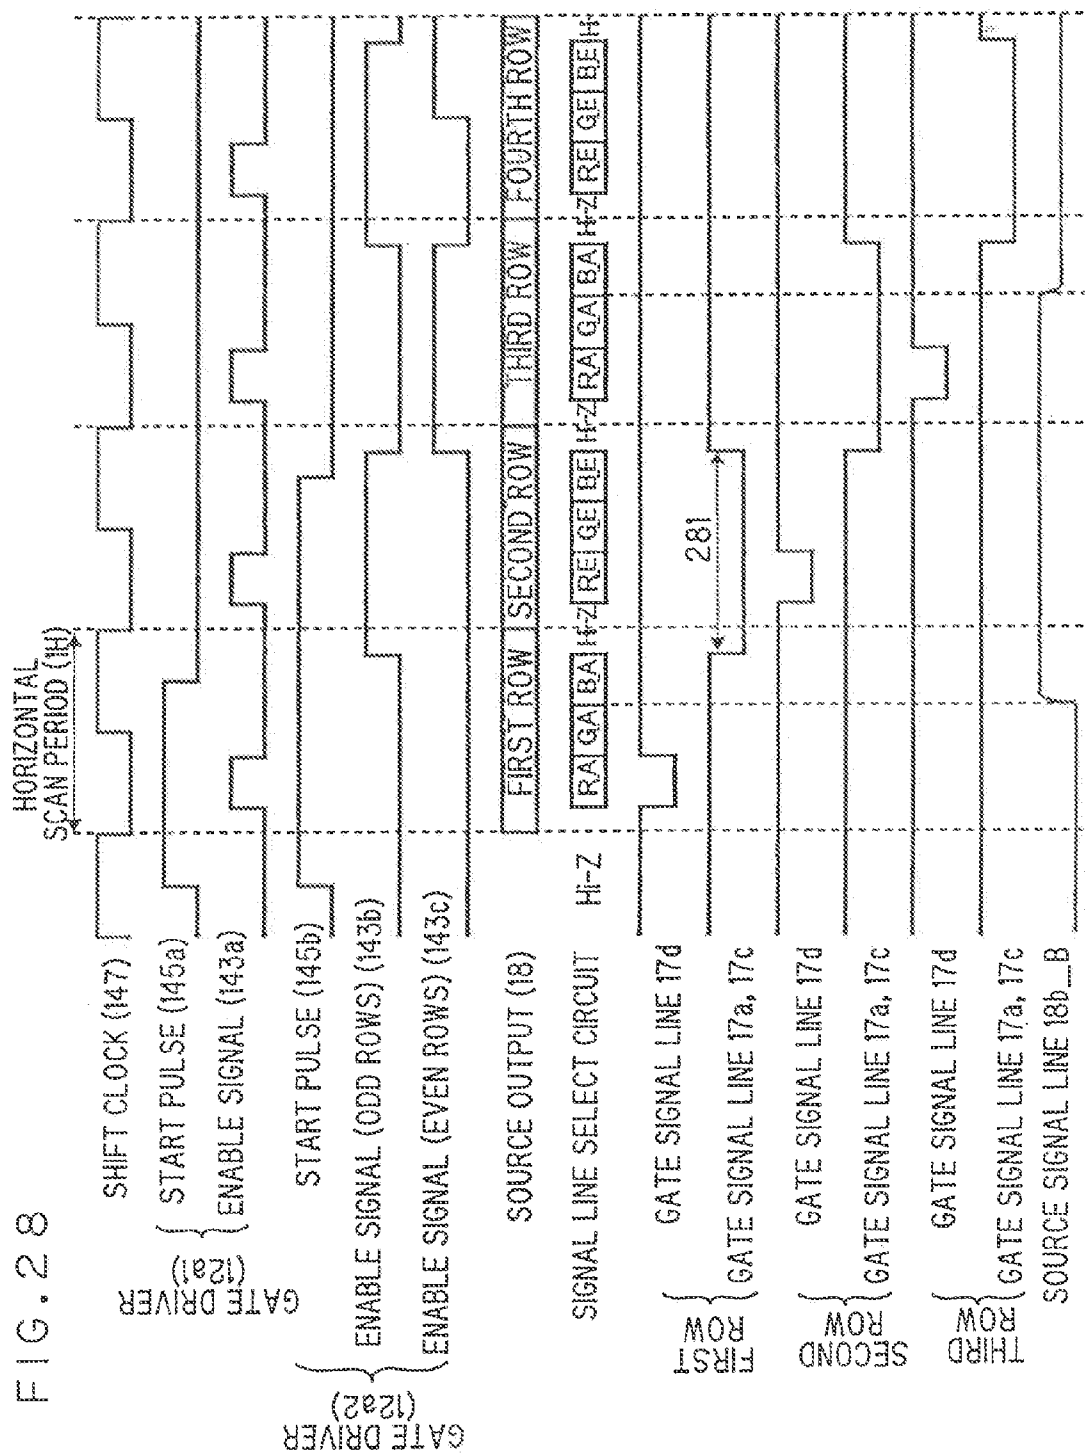 FIG.28
HORIZONTAL
SCAN PERIOD (1H)
SHIFT CLOCK (147)
GATE DRIVER
(12a1)
START PULSE (145a)
ENABLE SIGNAL (143a)
GATE DRIVER
(12a2)
START PULSE (145b)
ENABLE SIGNAL (ODD ROWS) (143b)
ENABLE SIGNAL (EVEN ROWS) (143c)
SOURCE OUTPUT (18)
FIRST ROW SECOND ROW THIRD ROW FOURTH ROW
SIGNAL LINE SELECT CIRCUIT
Hi-Z RA GA BA H-Z RE GE BE H-Z RA GA BA H-Z RE GE BE H-
FIRST
ROW
GATE SIGNAL LINE 17d
GATE SIGNAL LINE 17a, 17c
281
SECOND
ROW
GATE SIGNAL LINE 17d
GATE SIGNAL LINE 17a, 17c
THIRD
ROW
GATE SIGNAL LINE 17d
GATE SIGNAL LINE 17a, 17c
SOURCE SIGNAL LINE 18b_B